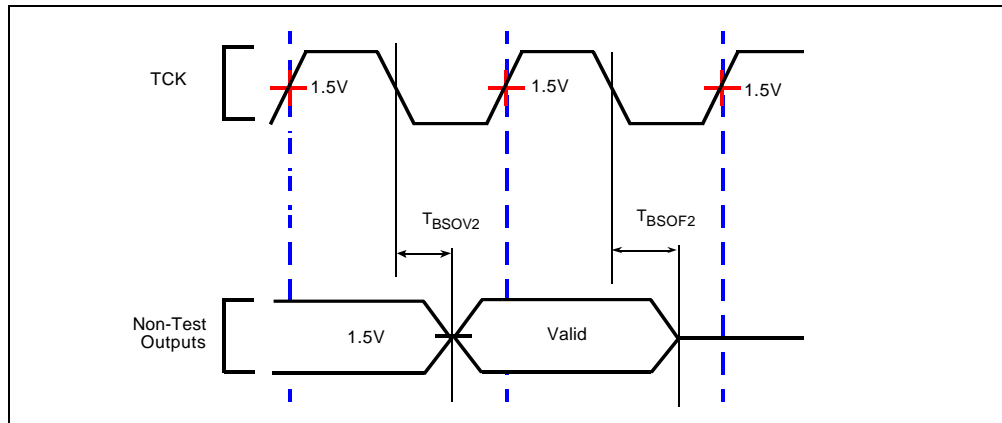 TCK
1.5V
1.5V
1.5V
TBSOV2
TBSOF2
Non-Test
Outputs
1.5V
Valid